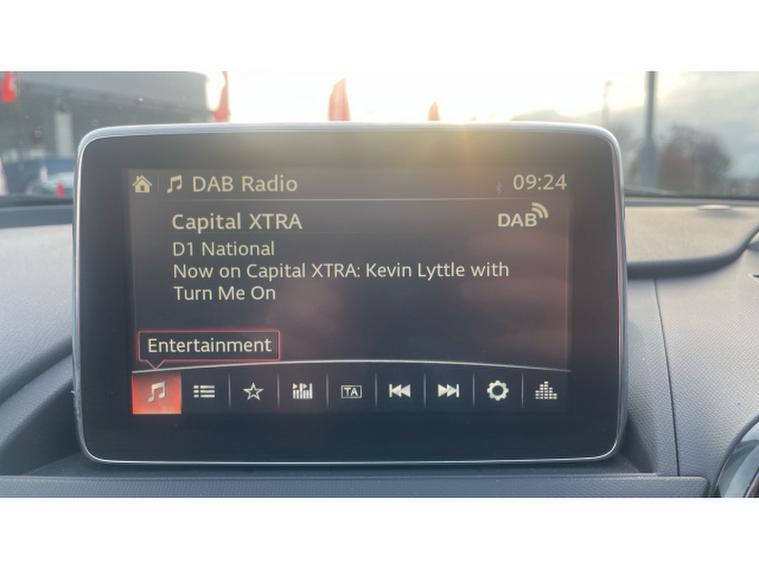 DAB Radio 09:24
Capital XTRA DAB
D1 National
Now on Capital XTRA: Kevin Lyttle with
Turn Me On
Entertainment
TA